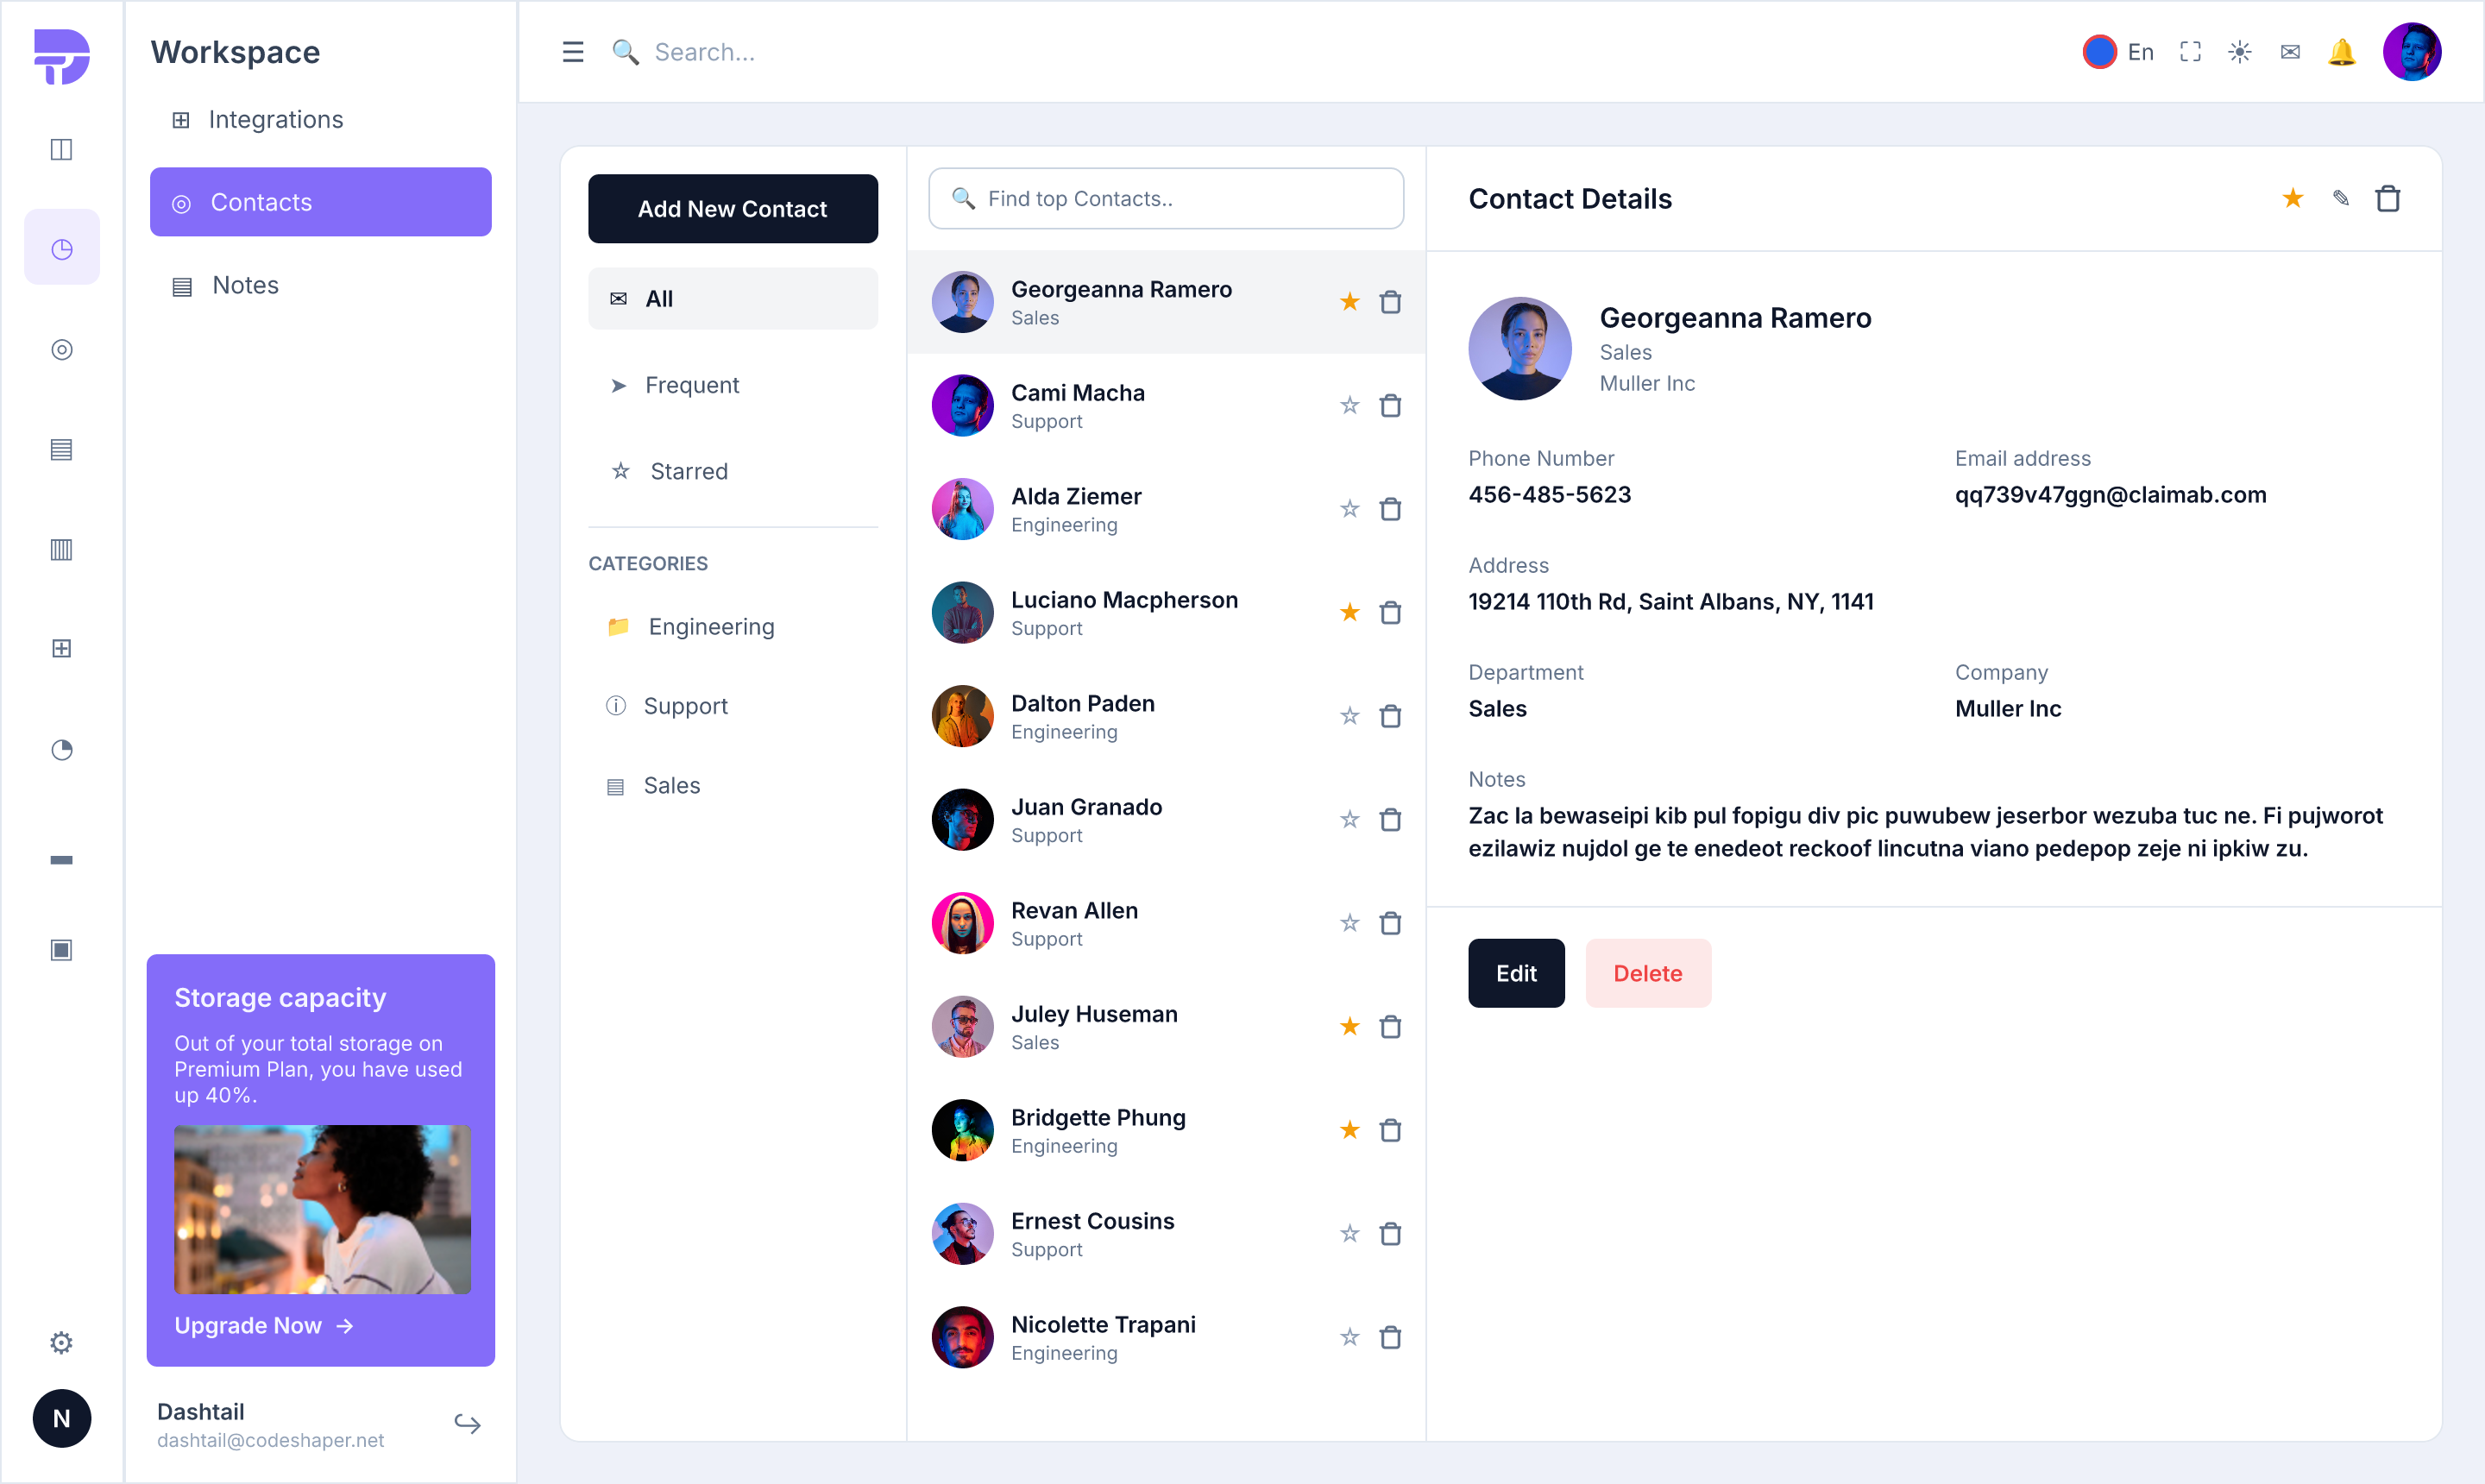 Workspace
Integrations
Contacts
Notes
Storage capacity
Out of your total storage on
Premium Plan, you have used
up 40%.
Upgrade Now
N
Dashtail
dashtail@codeshaper.net
Search...
En
Add New Contact
All
Frequent
Starred
CATEGORIES
Engineering
Support
Sales
Find top Contacts..
Georgeanna Ramero
Sales
Cami Macha
Support
Alda Ziemer
Engineering
Luciano Macpherson
Support
Dalton Paden
Engineering
Juan Granado
Support
Revan Allen
Support
Juley Huseman
Sales
Bridgette Phung
Engineering
Ernest Cousins
Support
Nicolette Trapani
Engineering
Contact Details
Georgeanna Ramero
Sales
Muller Inc
Phone Number
456-485-5623
Email address
qq739v47ggn@claimab.com
Address
19214 110th Rd, Saint Albans, NY, 1141
Department
Sales
Company
Muller Inc
Notes
Zac la bewaseipi kib pul fopigu div pic puwubew jeserbor wezuba tuc ne. Fi pujworot
ezilawiz nujdol ge te enedeot reckoof lincutna viano pedepop zeje ni ipkiw zu.
Edit
Delete